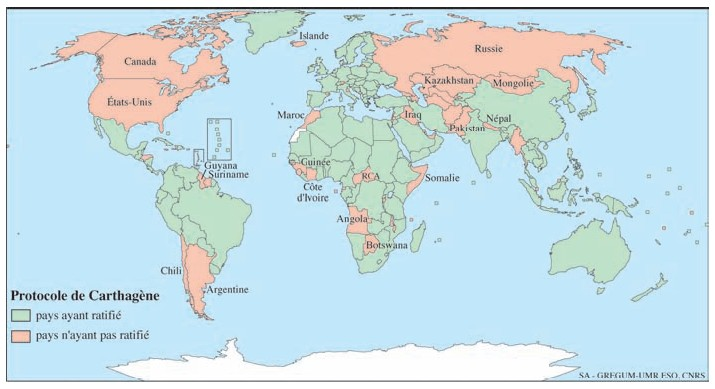 Islande
Canada
Russie
États-Unis
Kazakhstan
Mongolie
Maroc
Iraq
Népal
Pakistan
Guyana
Suriname
Guinée
RCA
Somalie
Côte
d'Ivoire
Angola
Botswana
Chili
Argentine
Protocole de Carthagène
pays ayant ratifié
pays n'ayant pas ratifié
SA - GREGUM-UMR ESO, CNRS